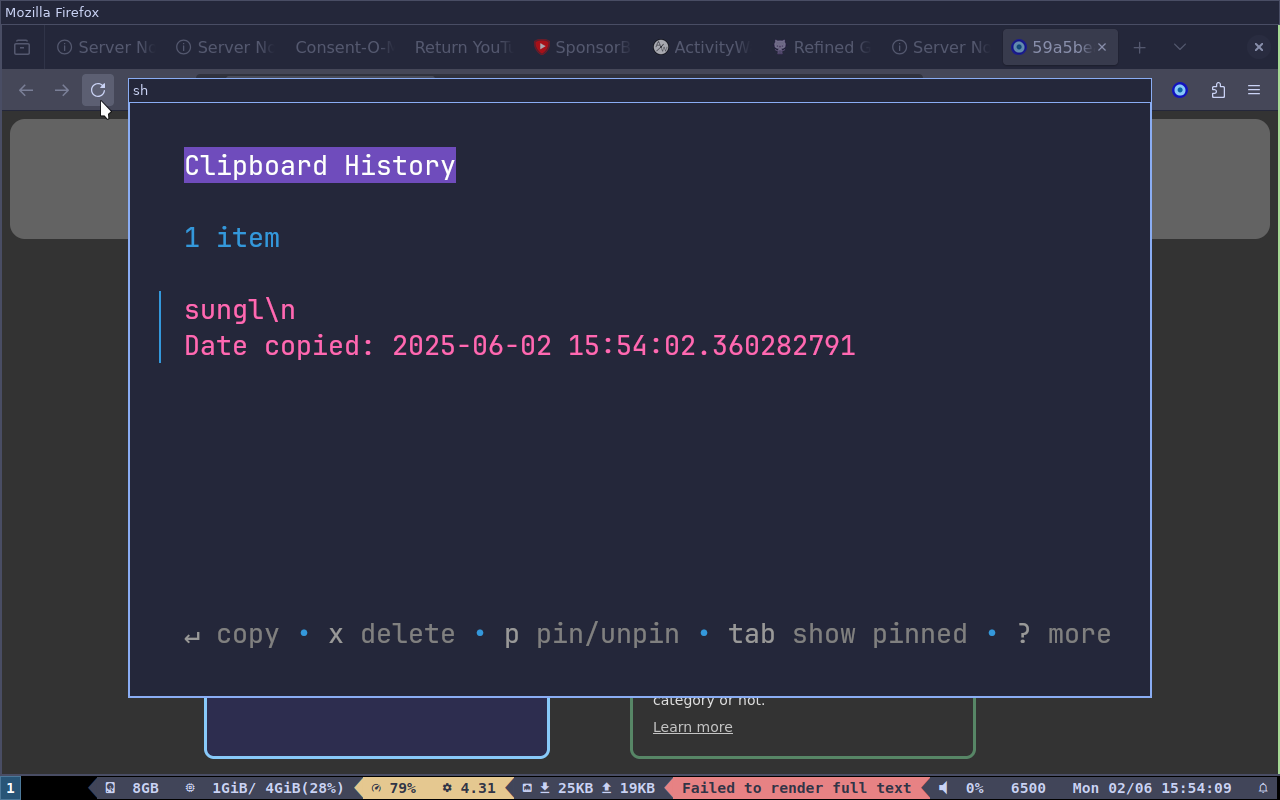 Mozilla Firefox
Server No
Server No
Consent-O-M
Return YouT
SponsorB
ActivityW
Refined G
Server No
59a5be
sh
Clipboard History
1 item
sungl\n
Date copied: 2025-06-02 15:54:02.360282791
↵ copy • x delete • p pin/unpin • tab show pinned • ? more
category or not.
Learn more
1 8GB 1GiB/ 4GiB(28%) 79% 4.31 25KB 19KB Failed to render full text 0% 6500 Mon 02/06 15:54:09